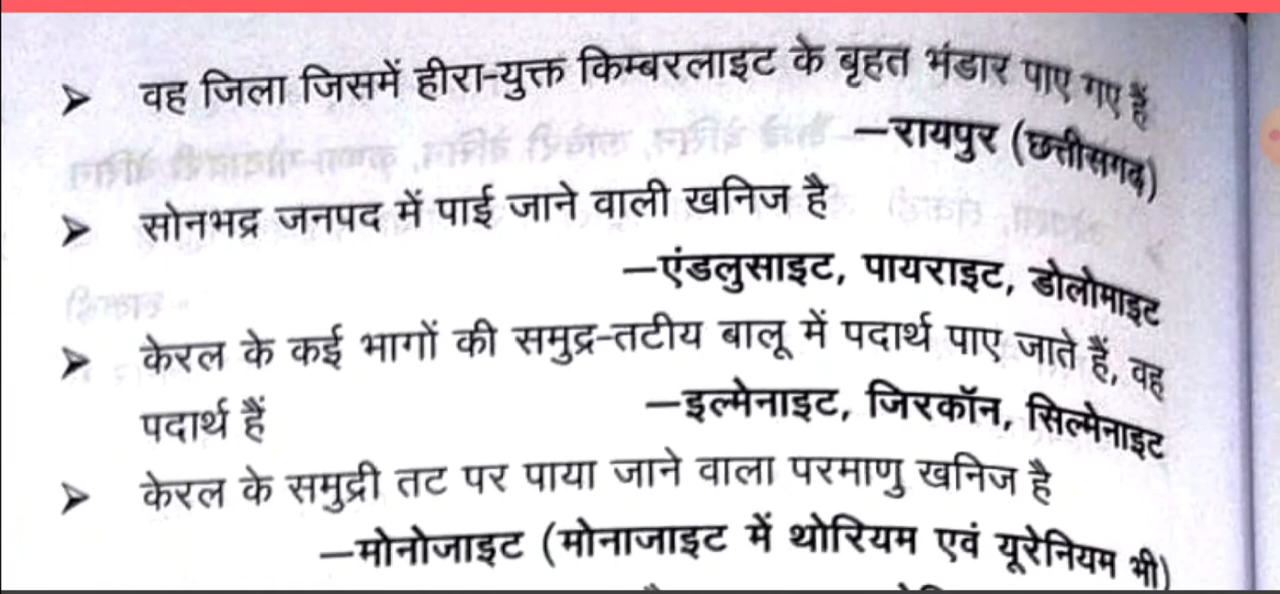 ➤ वह जिला जिसमें हीरा-युक्त किम्बरलाइट के बृहत भंडार पाए गए हैं
—रायपुर (छत्तीसगढ़)
➤ सोनभद्र जनपद में पाई जाने वाली खनिज है
—एंडलुसाइट, पायराइट, डोलोमाइट
➤ केरल के कई भागों की समुद्र-तटीय बालू में पदार्थ पाए जाते हैं, वह
पदार्थ हैं —इल्मेनाइट, जिरकॉन, सिल्मेनाइट
➤ केरल के समुद्री तट पर पाया जाने वाला परमाणु खनिज है
—मोनोजाइट (मोनाजाइट में थोरियम एवं यूरेनियम भी)